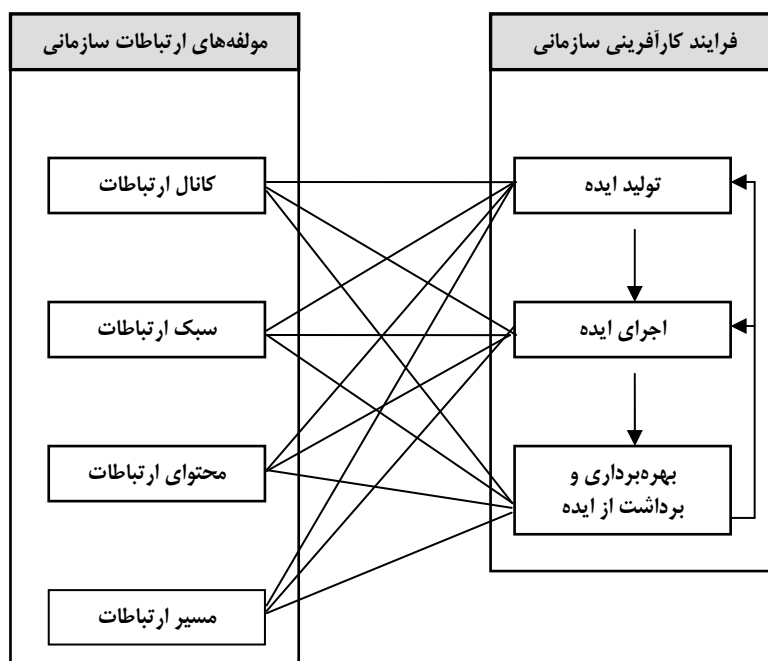 فرایند کارآفرینی سازمانی
تولید ایده
اجرای ایده
بهره‌برداری و
برداشت از ایده
مولفه‌های ارتباطات سازمانی
کانال ارتباطات
سبک ارتباطات
محتوای ارتباطات
مسیر ارتباطات